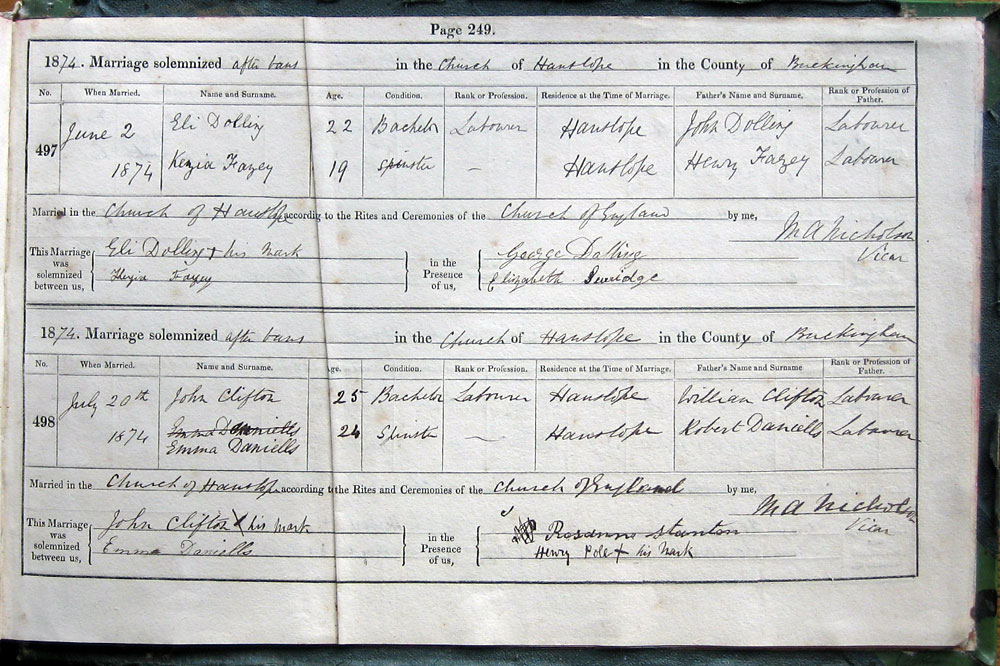 Page 249.
1874. Marriage solemnized after bans in the Church of Hanslope in the County of Buckingham
No. When Married. Name and Surname. Age. Condition. Rank or Profession. Residence at the Time of Marriage. Father's Name and Surname. Rank or Profession of Father.
497 June 2 Eli Dolling 22 Bachelor Labourer Hanslope John Dolling Labourer
1874 Kezia Fazey 19 Spinster – Hanslope Henry Fazey Labourer
Married in the Church of Hanslope according to the Rites and Ceremonies of the Church of England by me, M A Nicholson
Vicar
This Marriage was solemnized between us, Eli Dolling + his Mark in the Presence of us, George Dolling
Kezia Fazey Elizabeth
1874. Marriage solemnized after bans in the Church of Hanslope in the County of Buckingham
No. When Married. Name and Surname. Age. Condition. Rank or Profession. Residence at the Time of Marriage. Father's Name and Surname Rank or Profession of Father.
498 July 20th John Clifton 25 Bachelor Labourer Hanslope William Clifton Labourer
1874 Emma Danniells 24 Spinster – Hanslope Robert Daniells Labourer
Emma Daniells
Married in the Church of Hanslope according to the Rites and Ceremonies of the Church of England by me, M A Nicholson
Vicar
This Marriage was solemnized between us, John Clifton X his Mark in the Presence of us, Rosanna Stanton
Emma Daniells Henry Pole + his Mark